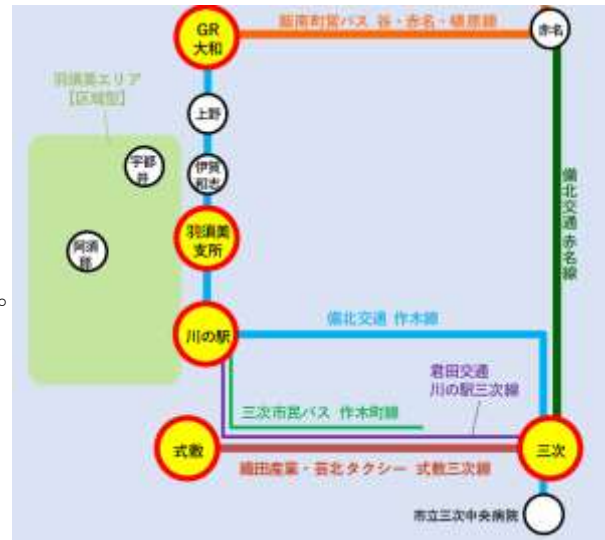 GR
大和
飯南町営バス 谷・赤名・頓原線
赤名
羽須美エリア
【区域型】
上野
宇都
井
伊賀
和志
阿須
那
羽須美
支所
備北交通 赤名線
。
川の駅
備北交通 作木線
君田交通
川の駅三次線
三次市民バス 作木町線
式敷
三次
織田産業・芸北タクシー 式敷三次線
市立三次中央病院